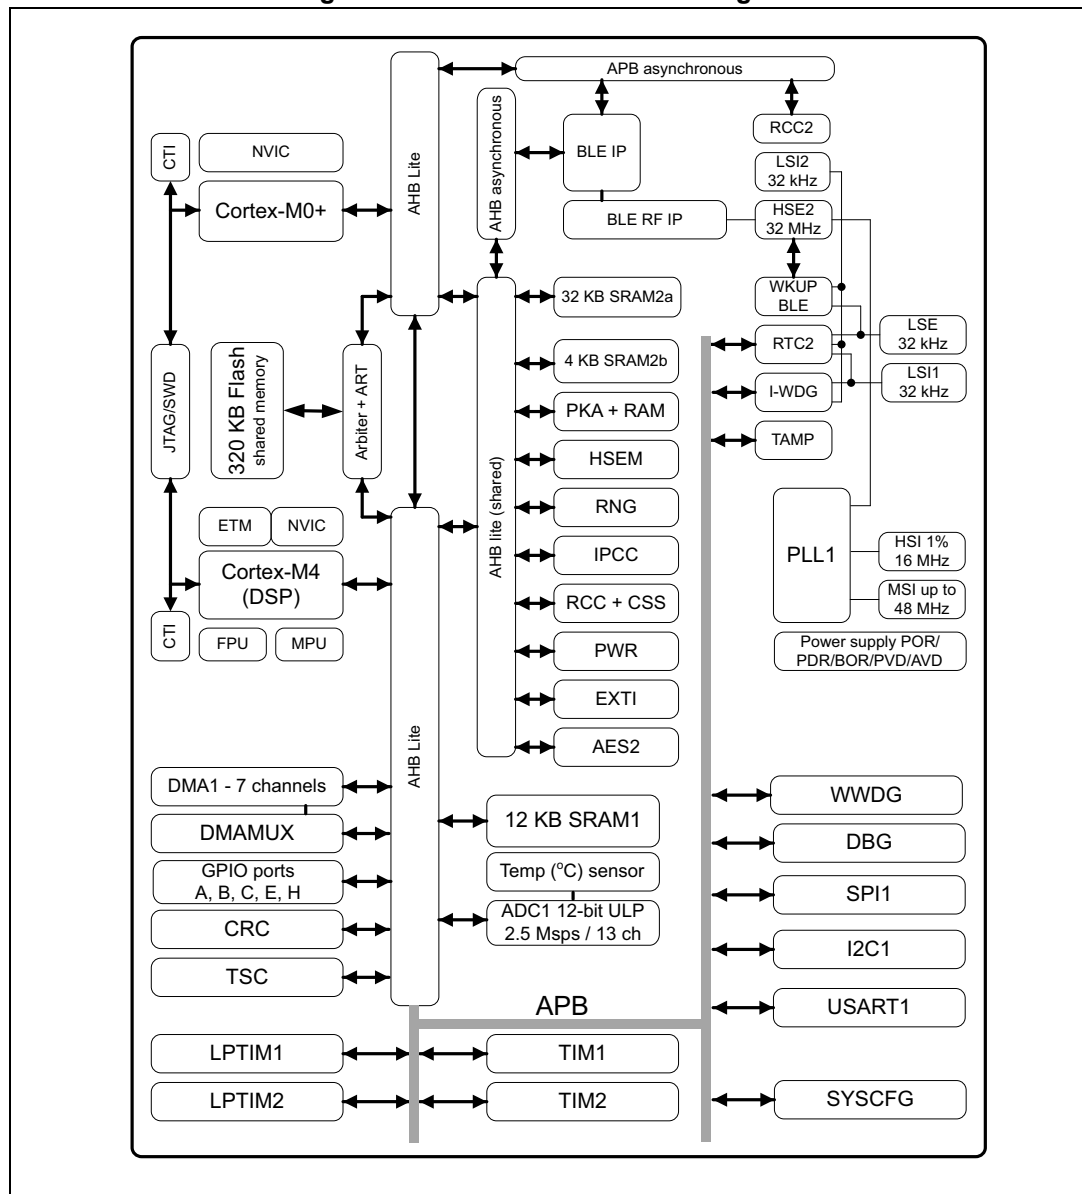 APB asynchronous
RCC2
CTI
NVIC
AHB Lite
AHB asynchronous
BLE IP
LSI2
32 kHz
Cortex-M0+
BLE RF IP
HSE2
32 MHz
32 KB SRAM2a
WKUP
BLE
LSE
32 kHz
RTC2
JTAG/SWD
320 KB Flash
shared memory
Arbiter + ART
4 KB SRAM2b
LSI1
32 kHz
I-WDG
PKA + RAM
TAMP
HSEM
AHB lite (shared)
RNG
ETM
NVIC
IPCC
PLL1
HSI 1%
16 MHz
Cortex-M4
(DSP)
RCC + CSS
MSI up to
48 MHz
CTI
FPU
MPU
PWR
Power supply POR/
PDR/BOR/PVD/AVD
EXTI
AHB Lite
AES2
DMA1 - 7 channels
WWDG
12 KB SRAM1
DMAMUX
DBG
Temp (°C) sensor
GPIO ports
A, B, C, E, H
SPI1
ADC1 12-bit ULP
2.5 Msps / 13 ch
CRC
I2C1
TSC
APB
USART1
LPTIM1
TIM1
LPTIM2
TIM2
SYSCFG